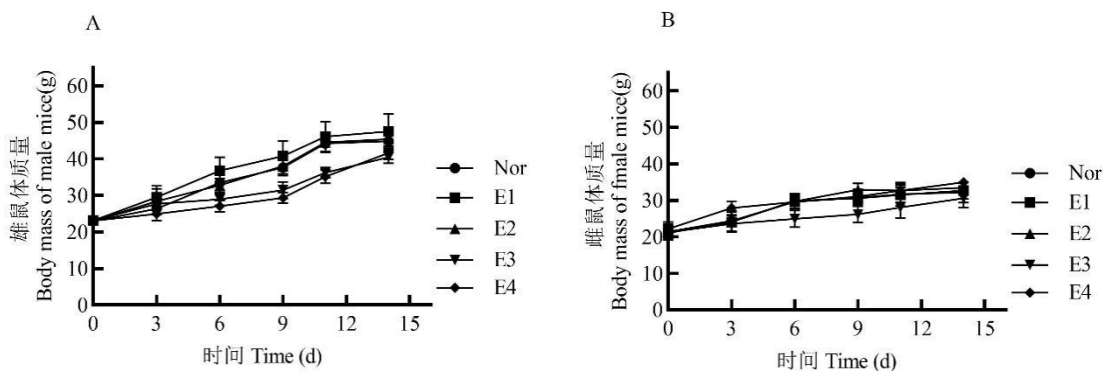 A
雄鼠体质量
Body mass of male mice(g)
60
50
40
30
20
10
0
0 3 6 9 12 15
时间 Time (d)
Nor
E1
E2
E3
E4
B
雌鼠体质量
Body mass of fmale mice(g)
60
50
40
30
20
10
0
0 3 6 9 12 15
时间 Time (d)
Nor
E1
E2
E3
E4